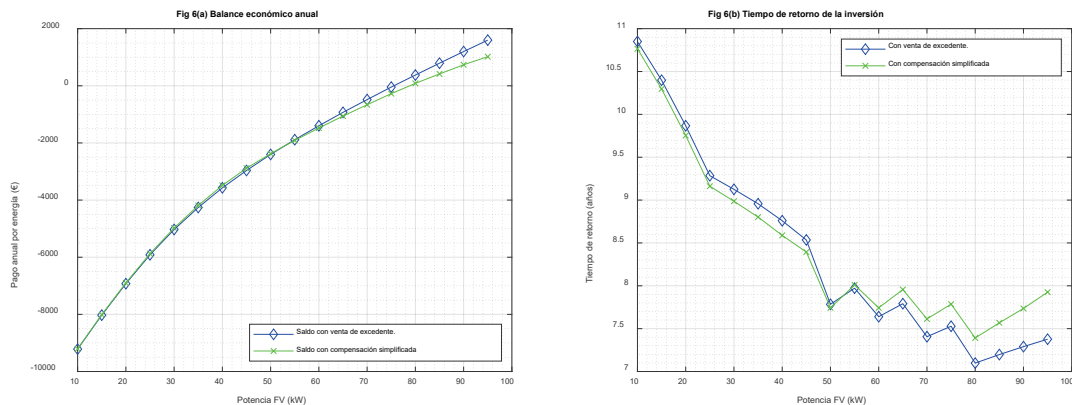 Fig 6(a) Balance económico anual
2000
0
-2000
-4000
-6000
-8000
-10000
Pago anual por energía (€)
Saldo con venta de excedente.
Saldo con compensación simplificada
10 20 30 40 50 60 70 80 90 100
Potencia FV (kW)
Fig 6(b) Tiempo de retorno de la inversión
11
10.5
10
9.5
9
8.5
8
7.5
7
Tiempo de retorno (años)
Con venta de excedente.
Con compensación simplificada
10 20 30 40 50 60 70 80 90 100
Potencia FV (kW)